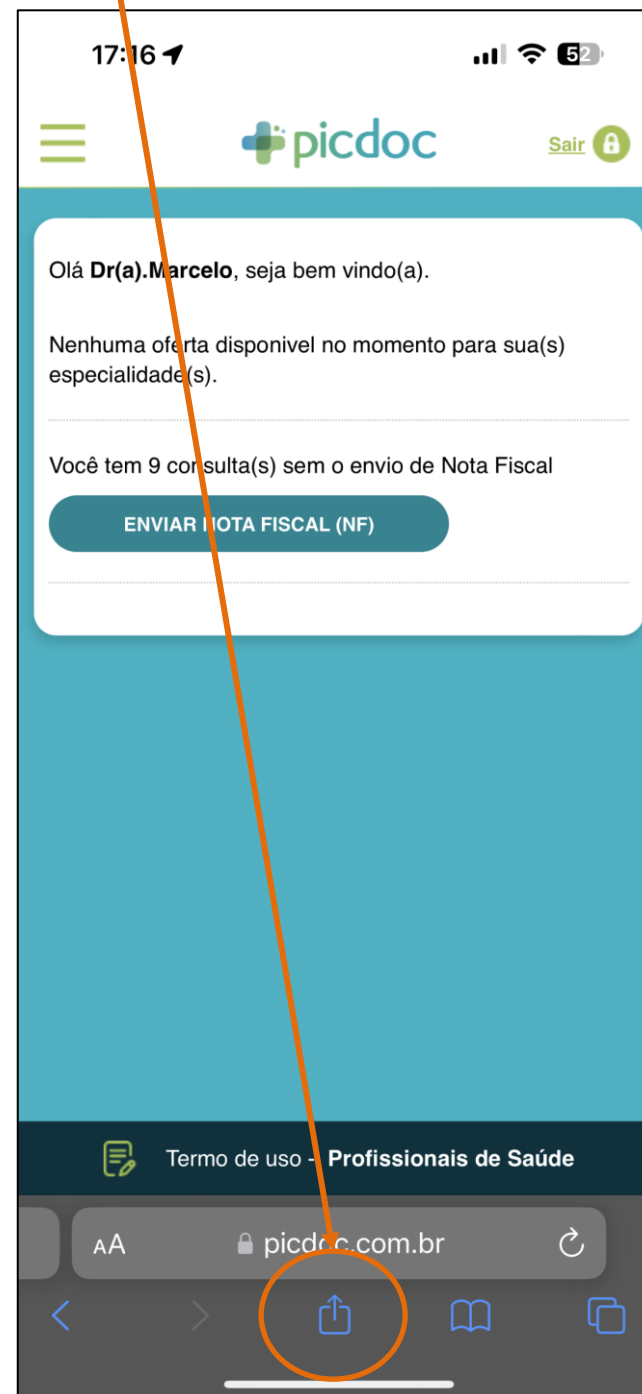 17:16
52
picdoc
Sair
Olá Dr(a).Marcelo, seja bem vindo(a).
Nenhuma oferta disponivel no momento para sua(s)
especialidade(s).
Você tem 9 consulta(s) sem o envio de Nota Fiscal
ENVIAR NOTA FISCAL (NF)
Termo de uso - Profissionais de Saúde
AA
picdoc.com.br